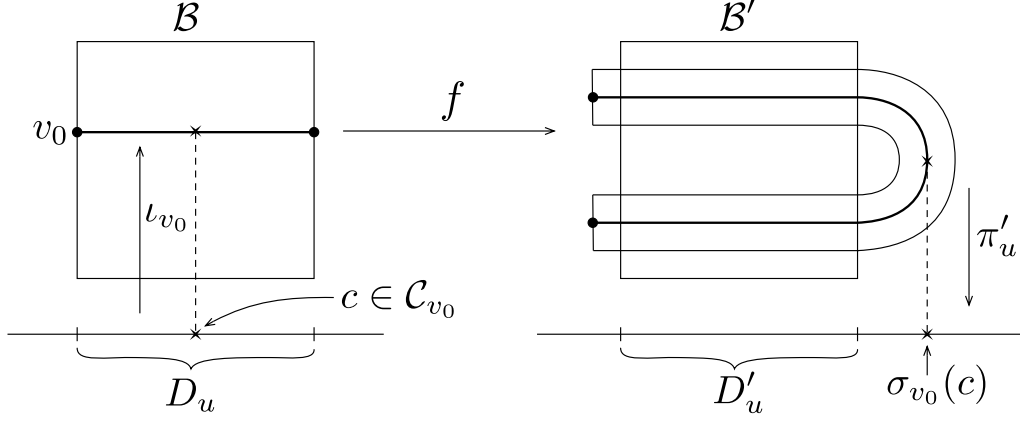 ℬ
ℬ′
v₀
f
ι_{v₀}
π′_u
c ∈ 𝒞_{v₀}
D_u
D′_u
σ_{v₀}(c)